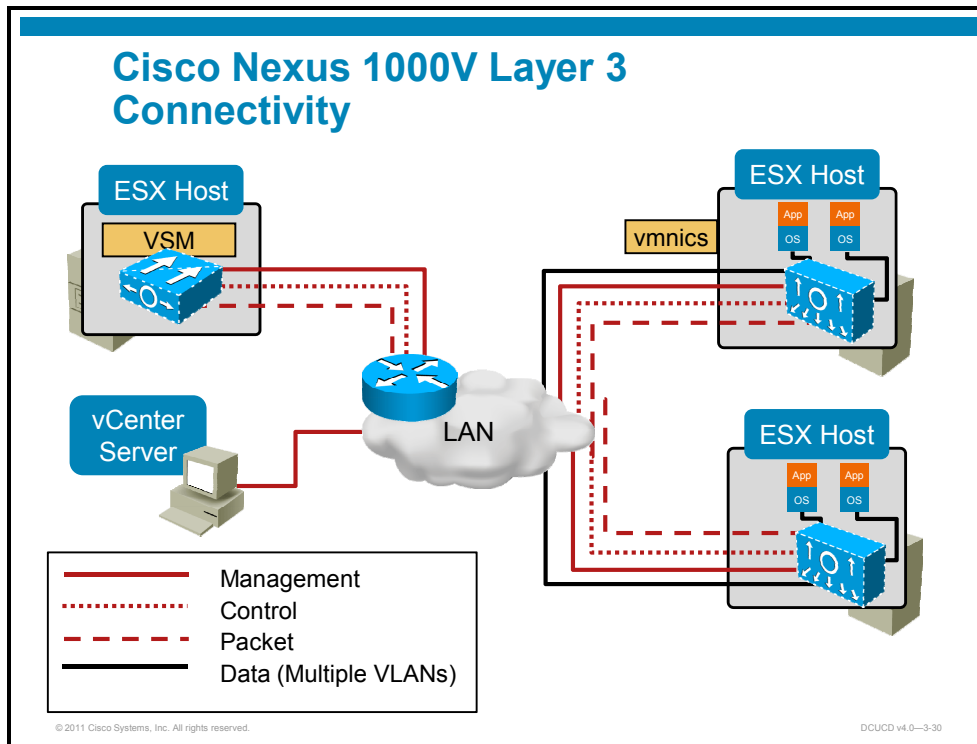 Cisco Nexus 1000V Layer 3
Connectivity
ESX Host
VSM
vCenter
Server
LAN
vmnics
ESX Host
App
App
OS
OS
ESX Host
App
App
OS
OS
Management
Control
Packet
Data (Multiple VLANs)
© 2011 Cisco Systems, Inc. All rights reserved.
DCUCD v4.0—3-30